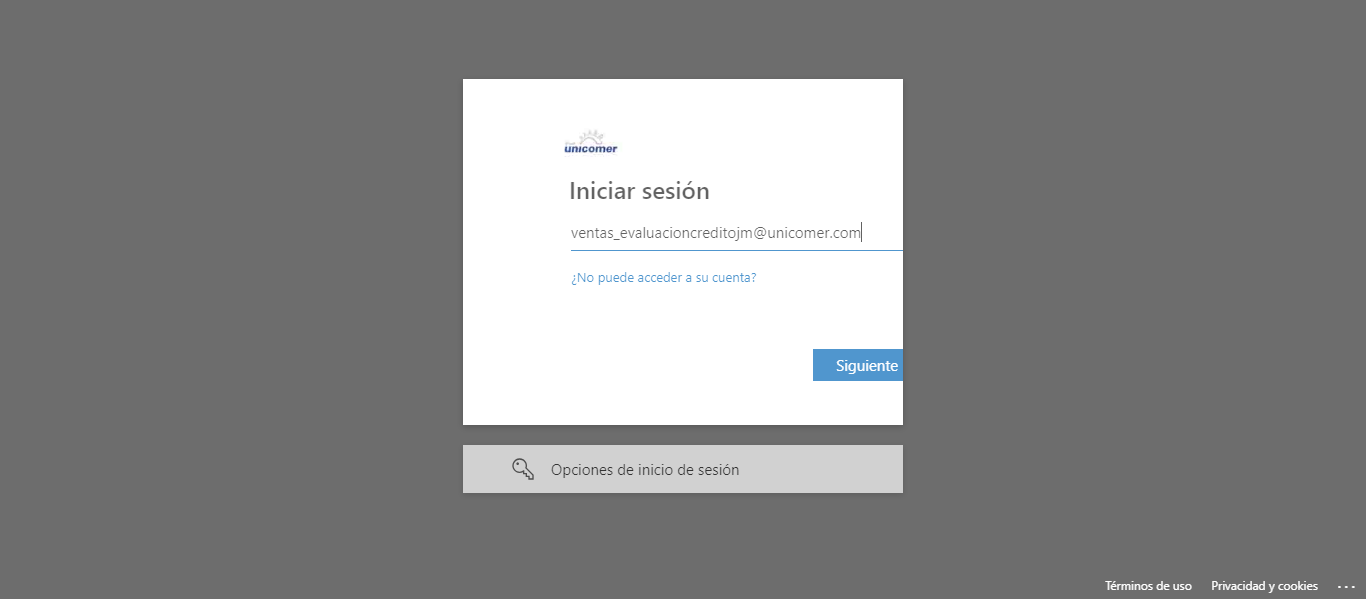 unicomer
Iniciar sesión
ventas_evaluacioncreditojm@unicomer.com
¿No puede acceder a su cuenta?
Siguiente
Opciones de inicio de sesión
Términos de uso Privacidad y cookies ...